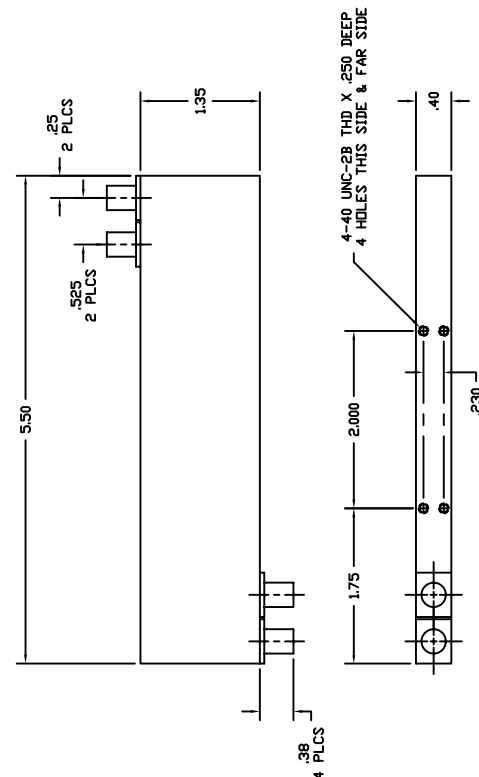 .25
2 PLCS
.525
2 PLCS
5.50
1.35
.38
4 PLCS
4-40 UNC-2B THD X .250 DEEP
4 HOLES THIS SIDE & FAR SIDE
.40
2.000
1.75
.230